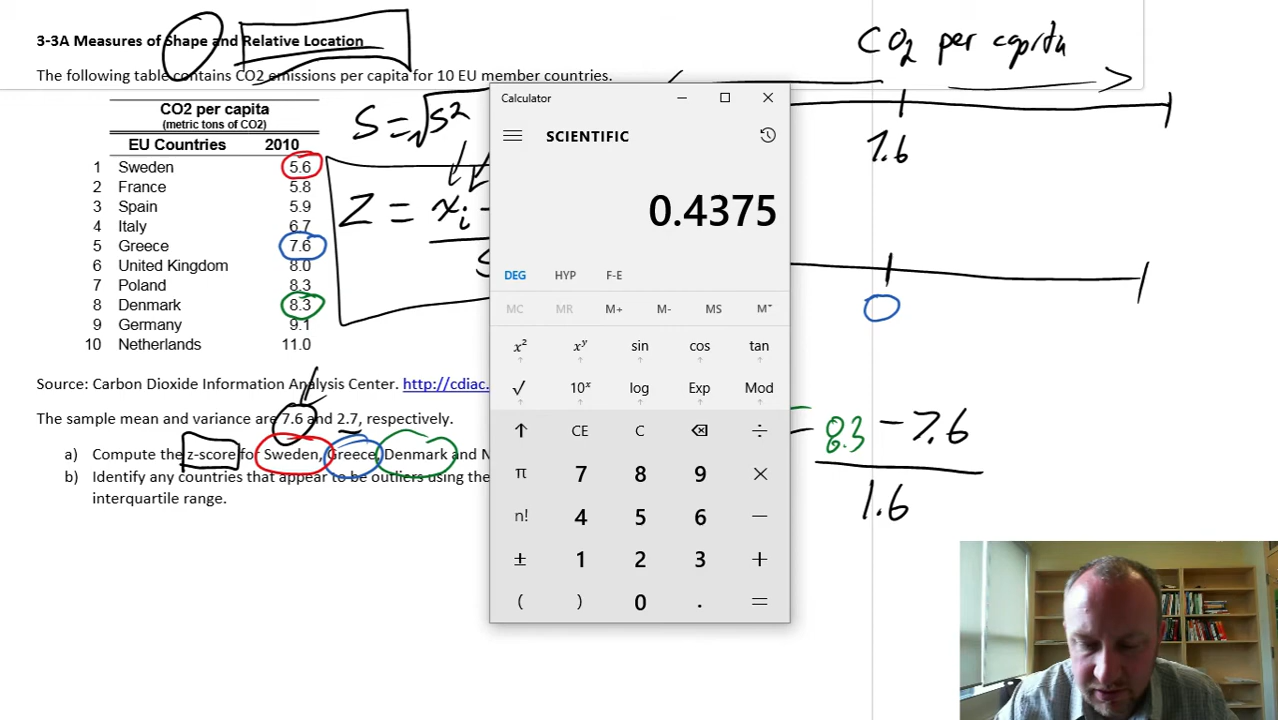 3-3A Measures of Shape and Relative Location
CO2 per capita
The following table contains CO2 emissions per capita for 10 EU member countries.
CO2 per capita
(metric tons of CO2)
EU Countries 2010
1 Sweden 5.6
2 France 5.8
3 Spain 5.9
4 Italy 6.7
5 Greece 7.6
6 United Kingdom 8.0
7 Poland 8.3
8 Denmark 8.3
9 Germany 9.1
10 Netherlands 11.0
S = √S²
Z = xi -
S
7.6
0
Calculator
SCIENTIFIC
0.4375
DEG HYP F-E
MC MR M+ M- MS M˅
x² xʸ sin cos tan
√ 10ˣ log Exp Mod
↑ CE C ⌫ ÷
π 7 8 9 ×
n! 4 5 6 −
± 1 2 3 +
( ) 0 . =
= 8.3 - 7.6
1.6
Source: Carbon Dioxide Information Analysis Center. http://cdiac.
The sample mean and variance are 7.6 and 2.7, respectively.
a) Compute the z-score for Sweden, Greece, Denmark and N
b) Identify any countries that appear to be outliers using the
interquartile range.